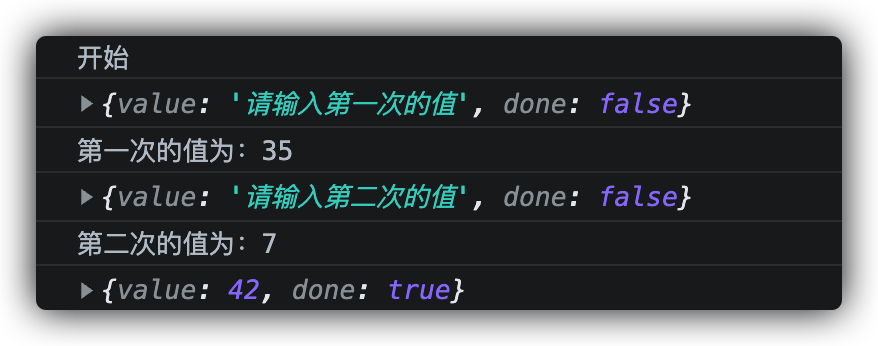 开始
{value: '请输入第一次的值', done: false}
第一次的值为：35
{value: '请输入第二次的值', done: false}
第二次的值为：7
{value: 42, done: true}